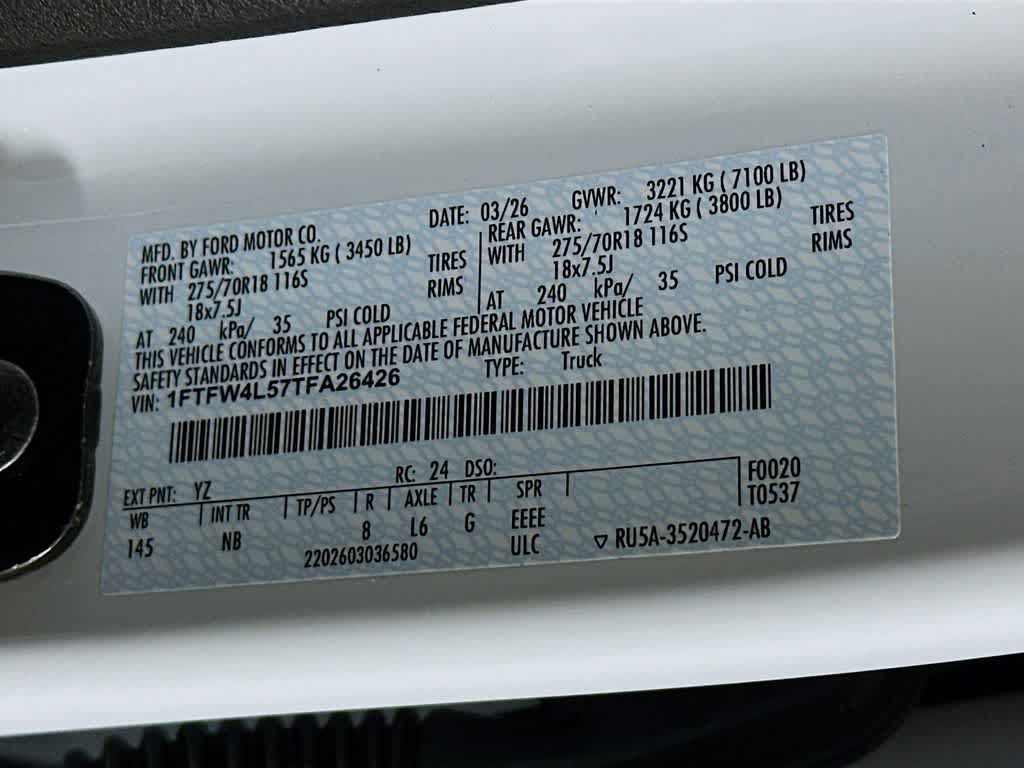 DATE: 03/26 GVWR: 3221 KG ( 7100 LB)
MFD. BY FORD MOTOR CO.
FRONT GAWR: 1565 KG ( 3450 LB) REAR GAWR: 1724 KG ( 3800 LB)
WITH 275/70R18 116S TIRES WITH 275/70R18 116S TIRES
18x7.5J RIMS 18x7.5J RIMS
AT 240 kPa/ 35 PSI COLD AT 240 kPa/ 35 PSI COLD
THIS VEHICLE CONFORMS TO ALL APPLICABLE FEDERAL MOTOR VEHICLE
SAFETY STANDARDS IN EFFECT ON THE DATE OF MANUFACTURE SHOWN ABOVE.
VIN: 1FTFW4L57TFA26426 TYPE: Truck
EXT PNT: YZ RC: 24 DSO: F0020
WB INT TR TP/PS R AXLE TR SPR T0537
145 NB 8 L6 G EEEE
2202603036580 ULC RU5A-3520472-AB